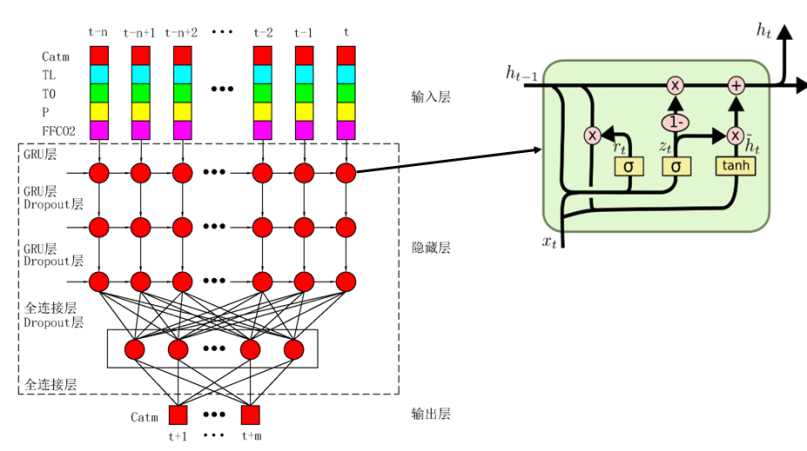 t-n t-n+1 t-n+2 ••• t-2 t-1 t
Catm
TL
TO
P
FFCO2
•••
输入层
GRU层
•••
GRU层
Dropout层
•••
GRU层
Dropout层
•••
隐藏层
全连接层
Dropout层
•••
全连接层
Catm
•••
输出层
t+1 ••• t+m
h_t
h_{t-1}
x
+
1-
x
r_t
z_t
x
h̃_t
σ
σ
tanh
x_t